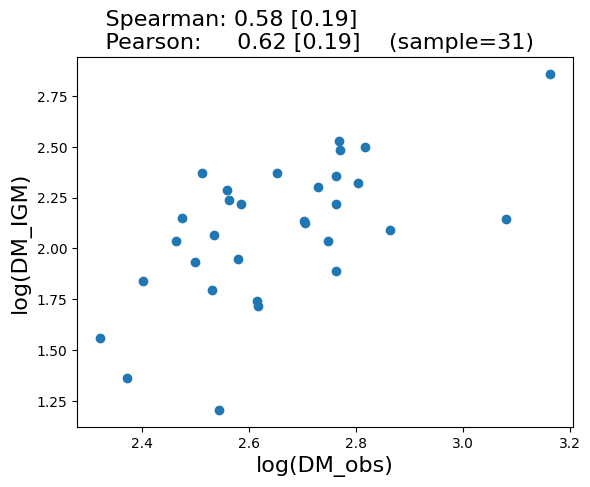 Spearman: 0.58 [0.19]
Pearson: 0.62 [0.19] (sample=31)
2.75
2.50
2.25
2.00
1.75
1.50
1.25
log(DM_IGM)
2.4 2.6 2.8 3.0 3.2
log(DM_obs)